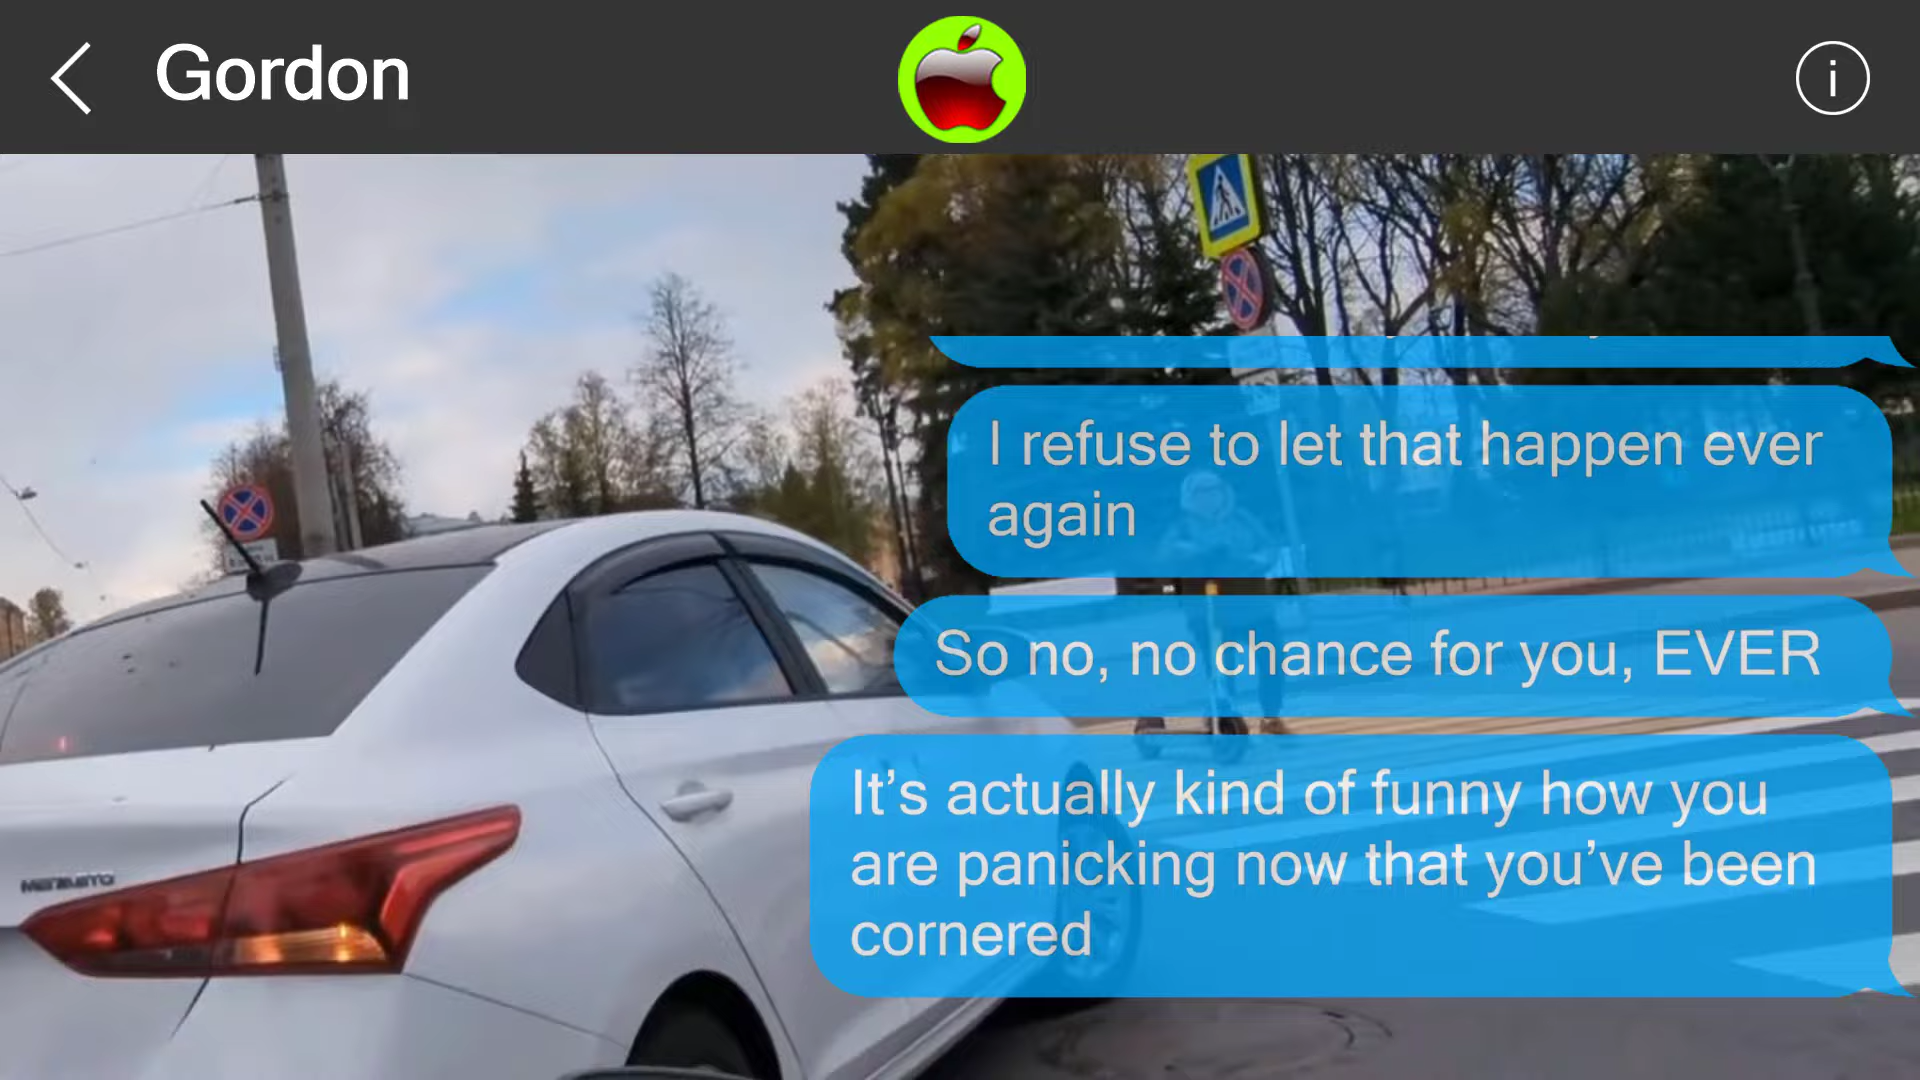 Gordon
I refuse to let that happen ever
again
So no, no chance for you, EVER
It’s actually kind of funny how you
are panicking now that you’ve been
cornered